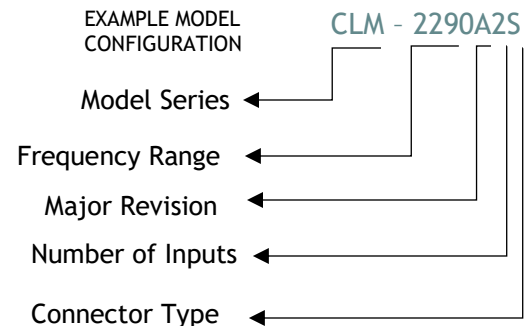 EXAMPLE MODEL
CONFIGURATION
CLM – 2290A2S
Model Series
Frequency Range
Major Revision
Number of Inputs
Connector Type